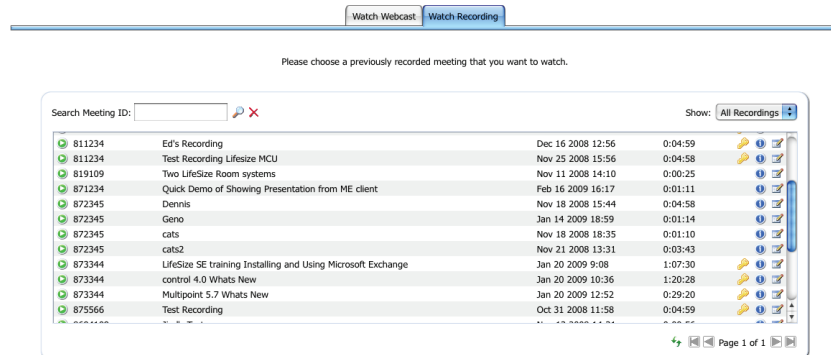 Watch Webcast Watch Recording
Please choose a previously recorded meeting that you want to watch.
Search Meeting ID: Show: All Recordings
811234 Ed's Recording Dec 16 2008 12:56 0:04:59
811234 Test Recording Lifesize MCU Nov 25 2008 15:56 0:04:58
819109 Two LifeSize Room systems Nov 11 2008 14:10 0:00:25
871234 Quick Demo of Showing Presentation from ME client Feb 16 2009 16:17 0:01:11
872345 Dennis Nov 18 2008 15:44 0:04:58
872345 Geno Jan 14 2009 18:59 0:01:14
872345 cats Nov 18 2008 18:35 0:01:10
872345 cats2 Nov 21 2008 13:31 0:03:43
873344 LifeSize SE training Installing and Using Microsoft Exchange Jan 20 2009 9:08 1:07:30
873344 control 4.0 Whats New Jan 20 2009 10:36 1:20:28
873344 Multipoint 5.7 Whats New Jan 20 2009 12:52 0:29:20
875566 Test Recording Oct 31 2008 11:58 0:04:59
Page 1 of 1